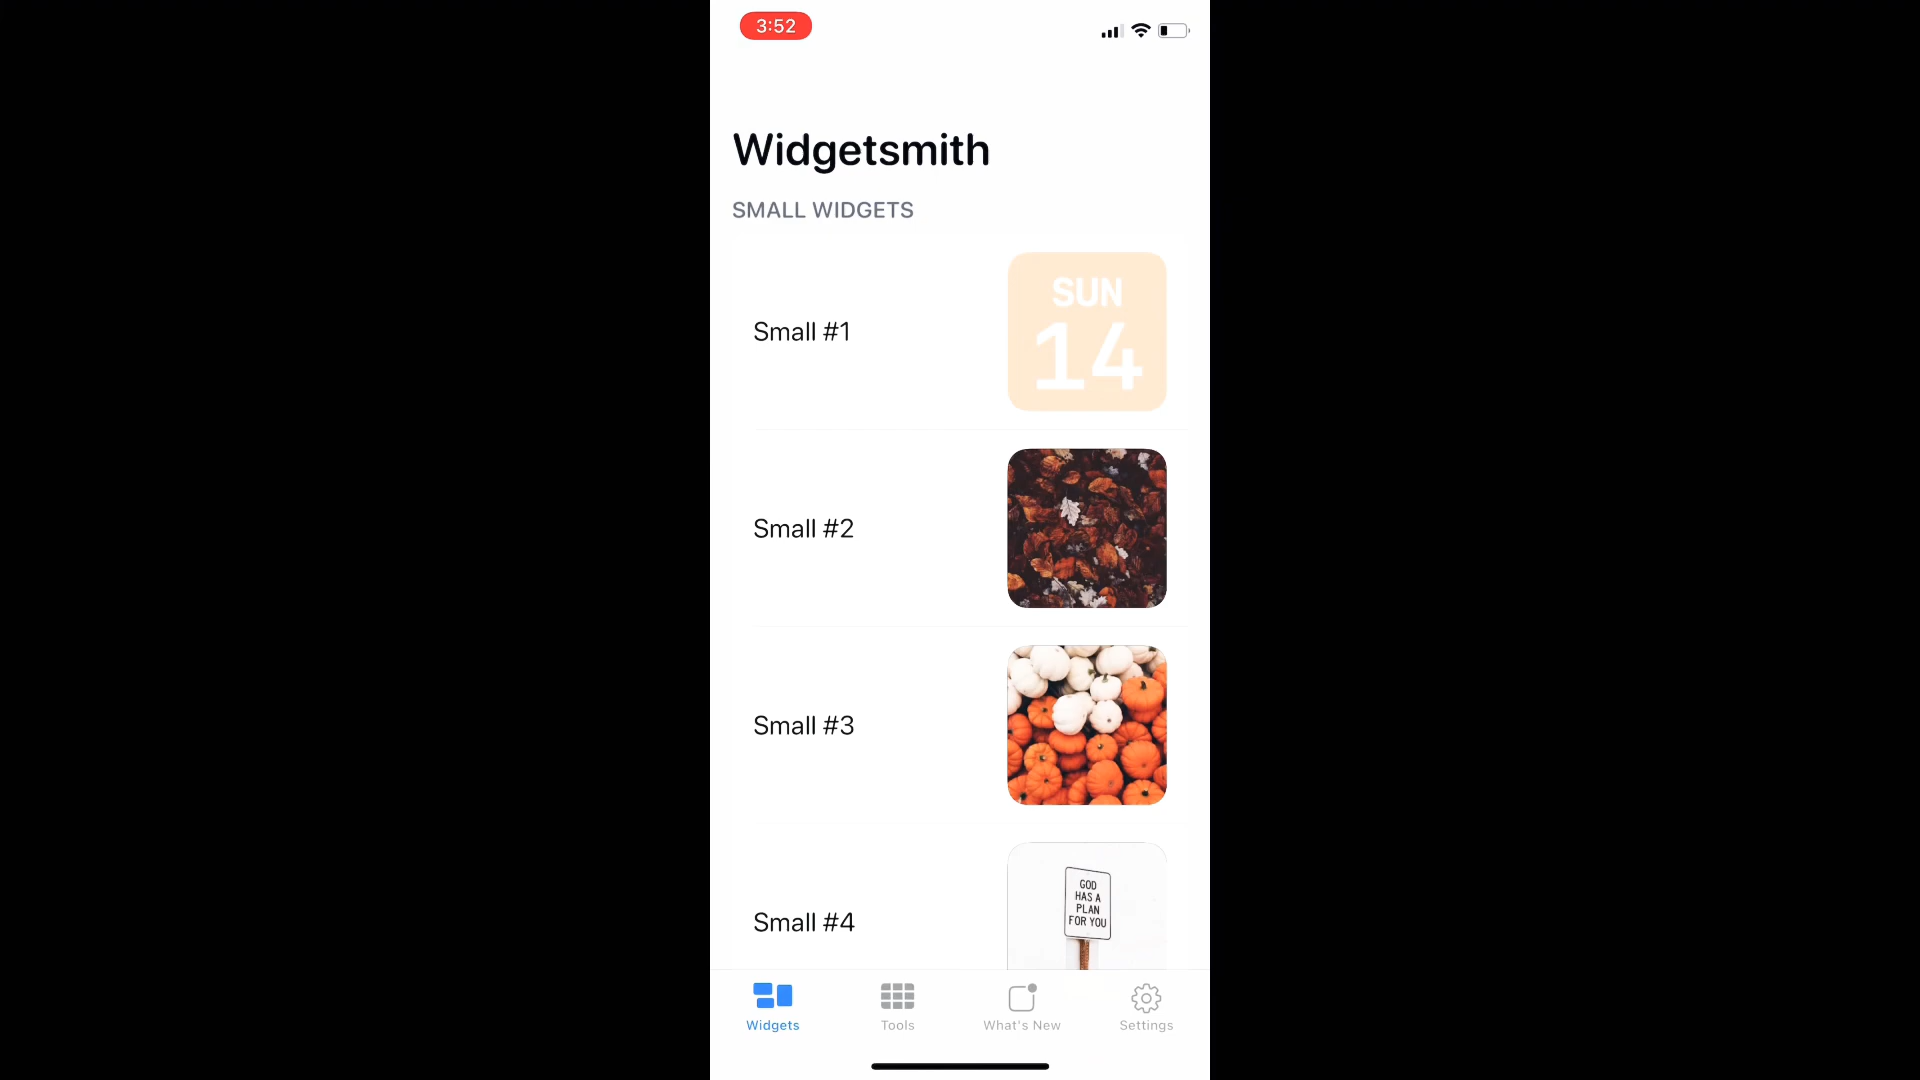 3:52
Widgetsmith
SMALL WIDGETS
Small #1
SUN
14
Small #2
Small #3
Small #4
GOD
HAS A
PLAN
FOR YOU
Widgets
Tools
What's New
Settings